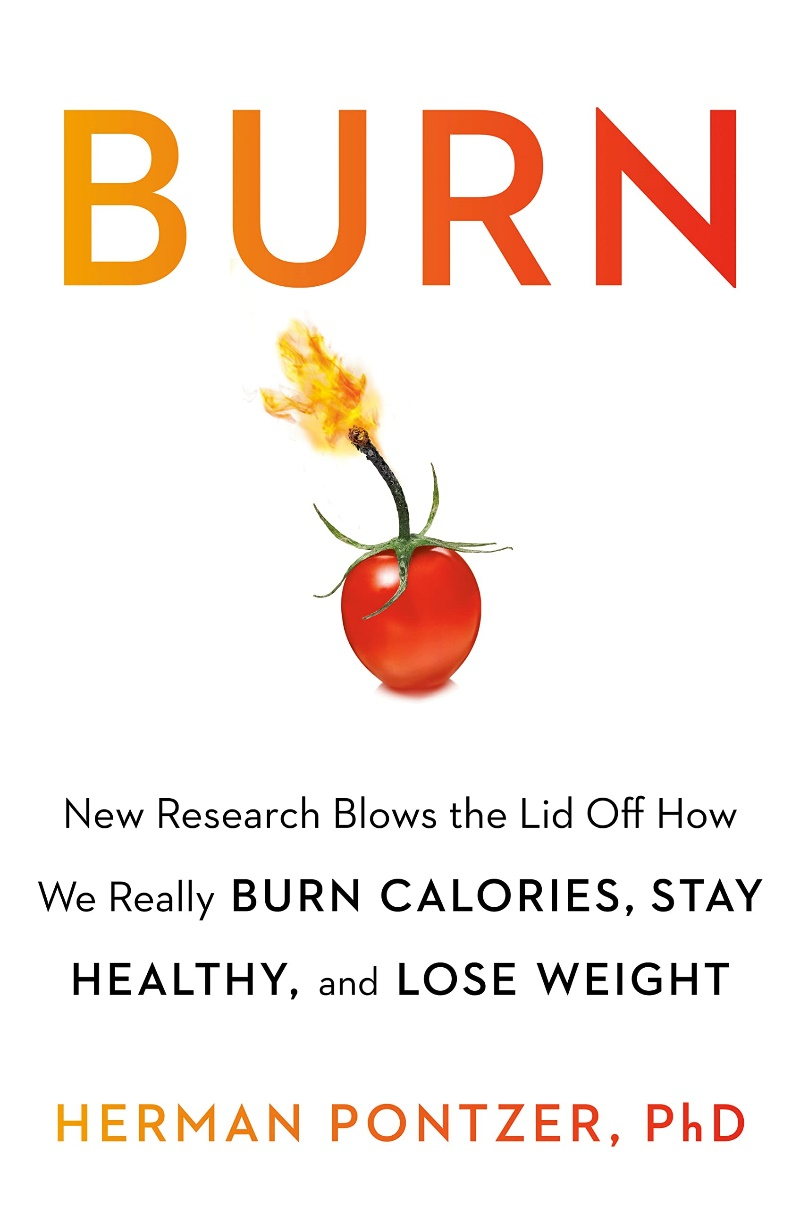 BURN
New Research Blows the Lid Off How
We Really BURN CALORIES, STAY
HEALTHY, and LOSE WEIGHT
HERMAN PONTZER, PhD